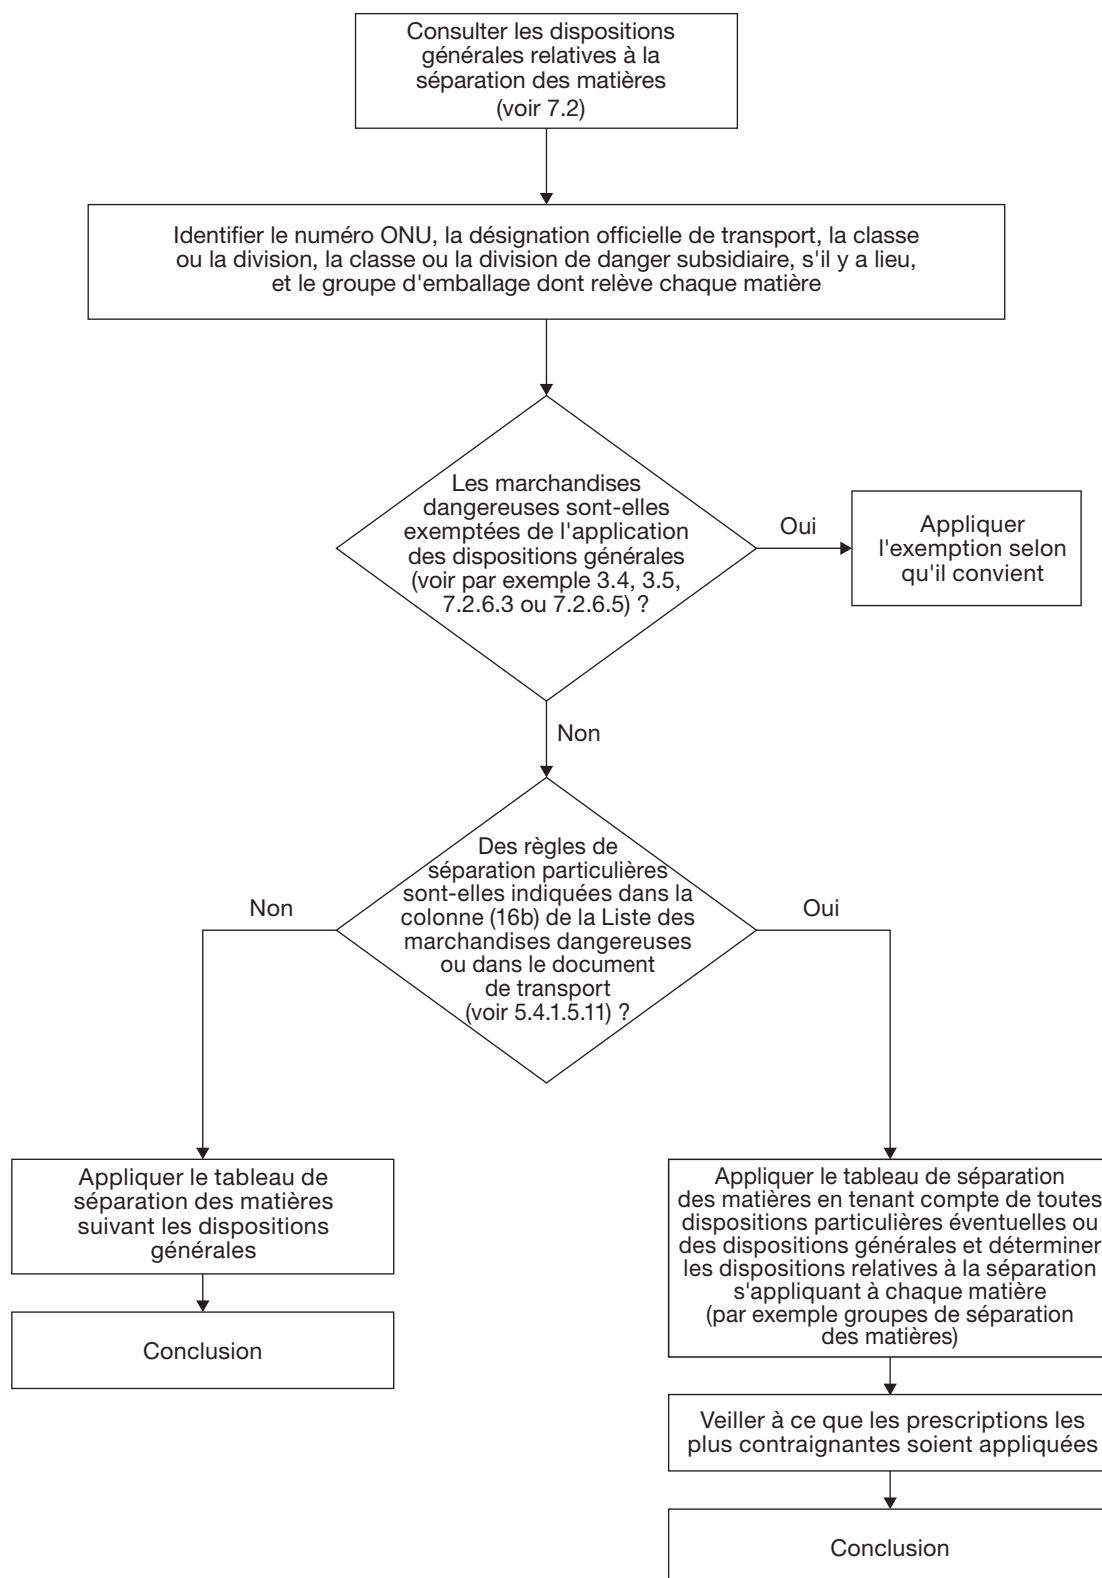 Consulter les dispositions
générales relatives à la
séparation des matières
(voir 7.2)
Identifier le numéro ONU, la désignation officielle de transport, la classe
ou la division, la classe ou la division de danger subsidiaire, s'il y a lieu,
et le groupe d'emballage dont relève chaque matière
Les marchandises
dangereuses sont-elles
exemptées de l'application
des dispositions générales
(voir par exemple 3.4, 3.5,
7.2.6.3 ou 7.2.6.5) ?
Oui
Appliquer
l'exemption selon
qu'il convient
Non
Des règles de
séparation particulières
sont-elles indiquées dans la
colonne (16b) de la Liste des
marchandises dangereuses
ou dans le document
de transport
(voir 5.4.1.5.11) ?
Non
Oui
Appliquer le tableau de
séparation des matières
suivant les dispositions
générales
Conclusion
Appliquer le tableau de séparation
des matières en tenant compte de toutes
dispositions particulières éventuelles ou
des dispositions générales et déterminer
les dispositions relatives à la séparation
s'appliquant à chaque matière
(par exemple groupes de séparation
des matières)
Veiller à ce que les prescriptions les
plus contraignantes soient appliquées
Conclusion